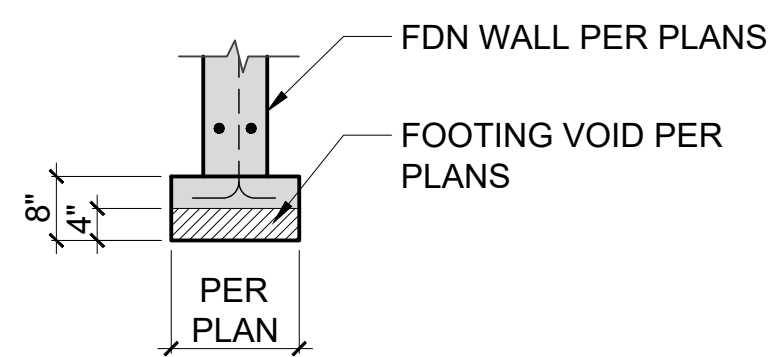 FDN WALL PER PLANS
FOOTING VOID PER
PLANS
8"
4"
PER
PLAN